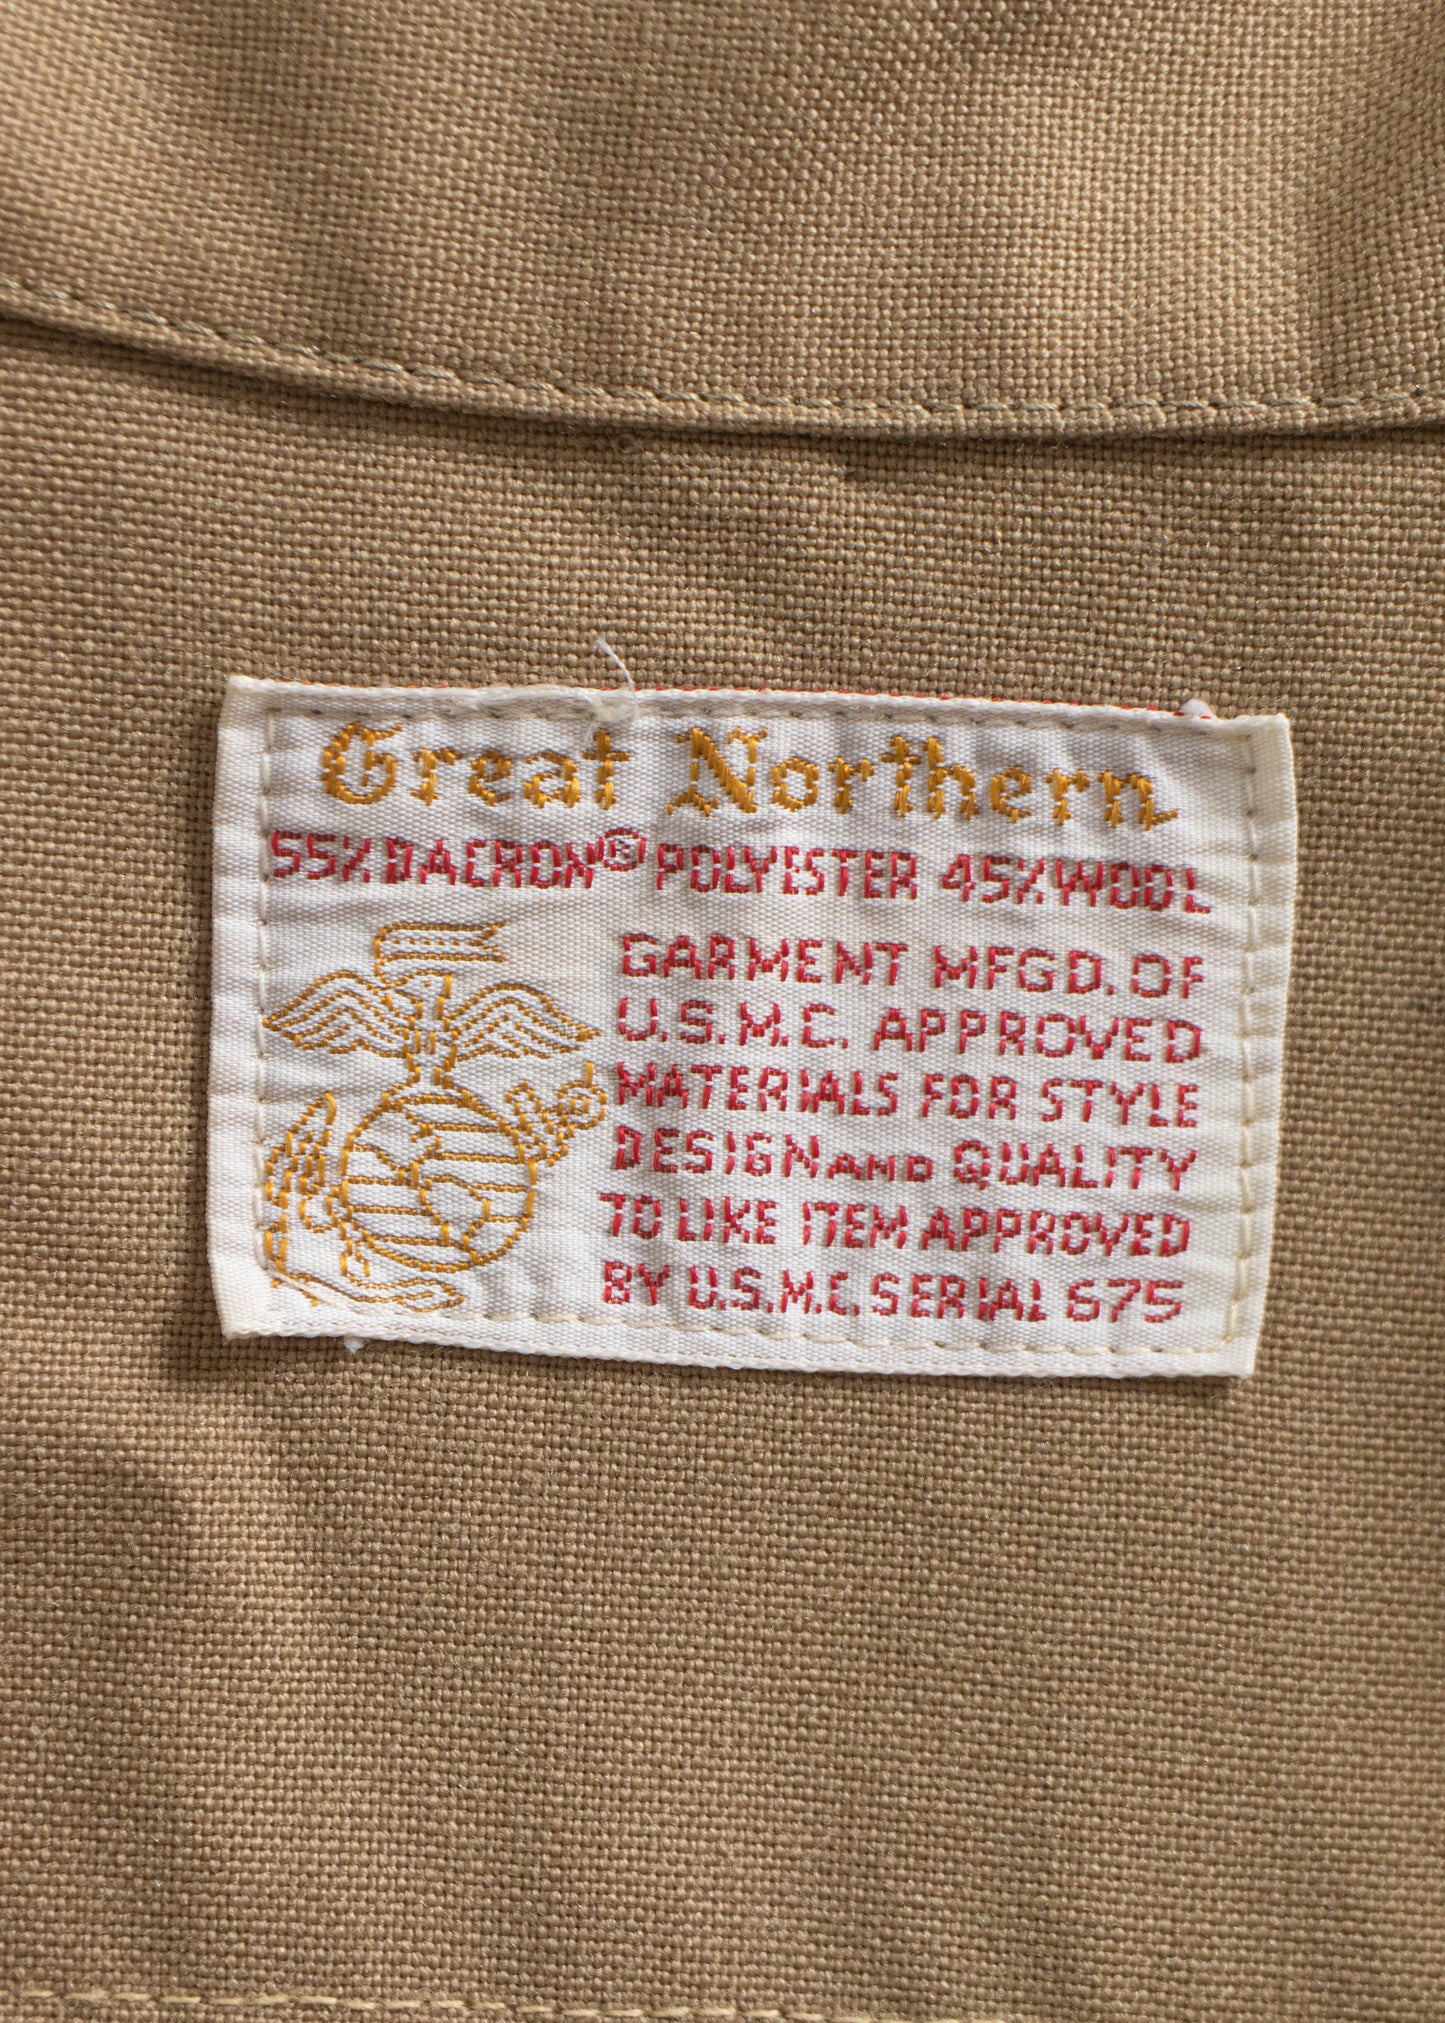 Great Northern
55% DACRON® POLYESTER 45% WOOL
GARMENT MFGD. OF
U.S.M.C. APPROVED
MATERIALS FOR STYLE
DESIGN AND QUALITY
TO LIKE ITEM APPROVED
BY U.S.M.C. SERIAL 675